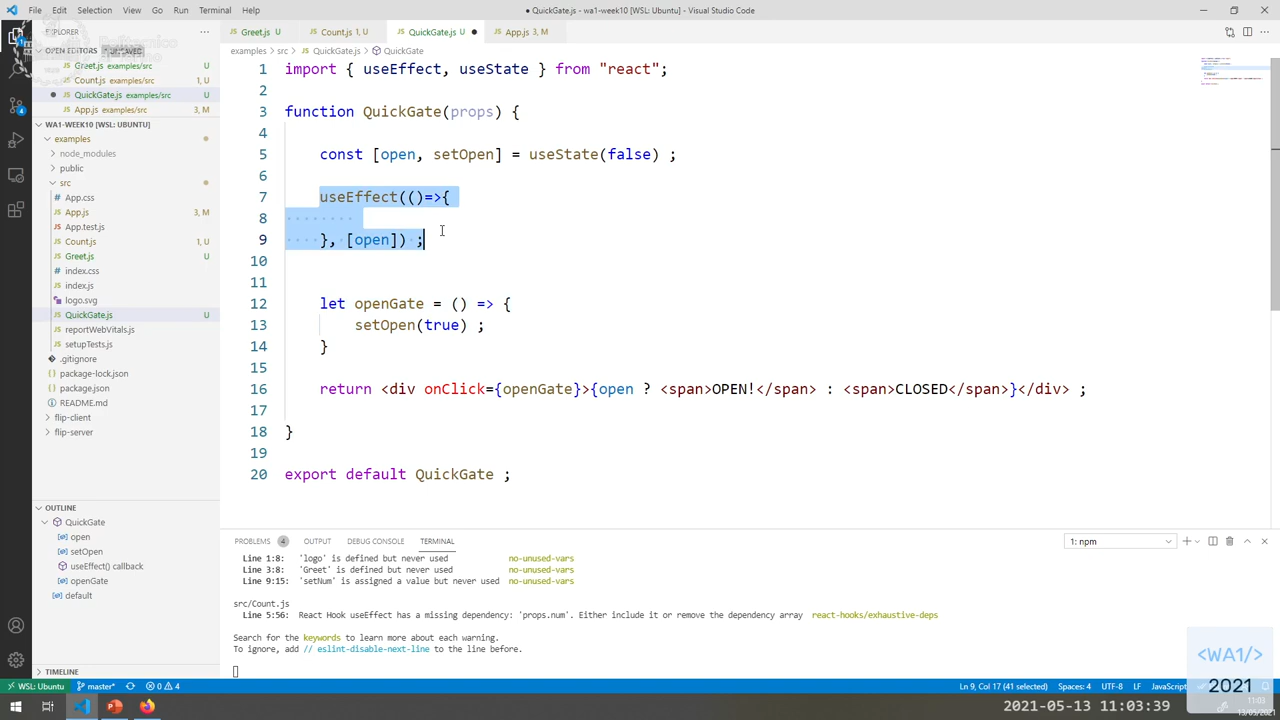 File Edit Selection View Go Run Terminal Help
● QuickGate.js - wa1-week10 [WSL: Ubuntu] - Visual Studio Code
EXPLORER
OPEN EDITORS 1 UNSAVED
Greet.js examples/src U
Count.js examples/src 1, U
QuickGate.js examples/src U
App.js examples/src 3, M
WA1-WEEK10 [WSL: UBUNTU]
examples
node_modules
public
src
App.css
App.js 3, M
App.test.js
Count.js 1, U
Greet.js U
index.css
index.js
logo.svg
QuickGate.js U
reportWebVitals.js
setupTests.js
.gitignore
package-lock.json
package.json
README.md
flip-client
flip-server
OUTLINE
QuickGate
open
setOpen
useEffect() callback
openGate
default
TIMELINE
Greet.js U
Count.js 1, U
QuickGate.js U
App.js 3, M
examples > src > QuickGate.js > QuickGate
1 import { useEffect, useState } from "react";
2
3 function QuickGate(props) {
4
5 const [open, setOpen] = useState(false) ;
6
7 useEffect(()=>{
8
9 }, [open]) ;
10
11
12 let openGate = () => {
13 setOpen(true) ;
14 }
15
16 return <div onClick={openGate}>{open ? <span>OPEN!</span> : <span>CLOSED</span>}</div> ;
17
18 }
19
20 export default QuickGate ;
PROBLEMS 4 OUTPUT DEBUG CONSOLE TERMINAL
1: npm
Line 1:8: 'logo' is defined but never used no-unused-vars
Line 3:8: 'Greet' is defined but never used no-unused-vars
Line 9:15: 'setNum' is assigned a value but never used no-unused-vars
src/Count.js
Line 5:56: React Hook useEffect has a missing dependency: 'props.num'. Either include it or remove the dependency array react-hooks/exhaustive-deps
Search for the keywords to learn more about each warning.
To ignore, add // eslint-disable-next-line to the line before.
<WA1/>
2021
WSL: Ubuntu master* 0 4
Ln 9, Col 17 (41 selected) Spaces: 4 UTF-8 LF JavaScript
2021-05-13 11:03:39
11:03
13/05/2021